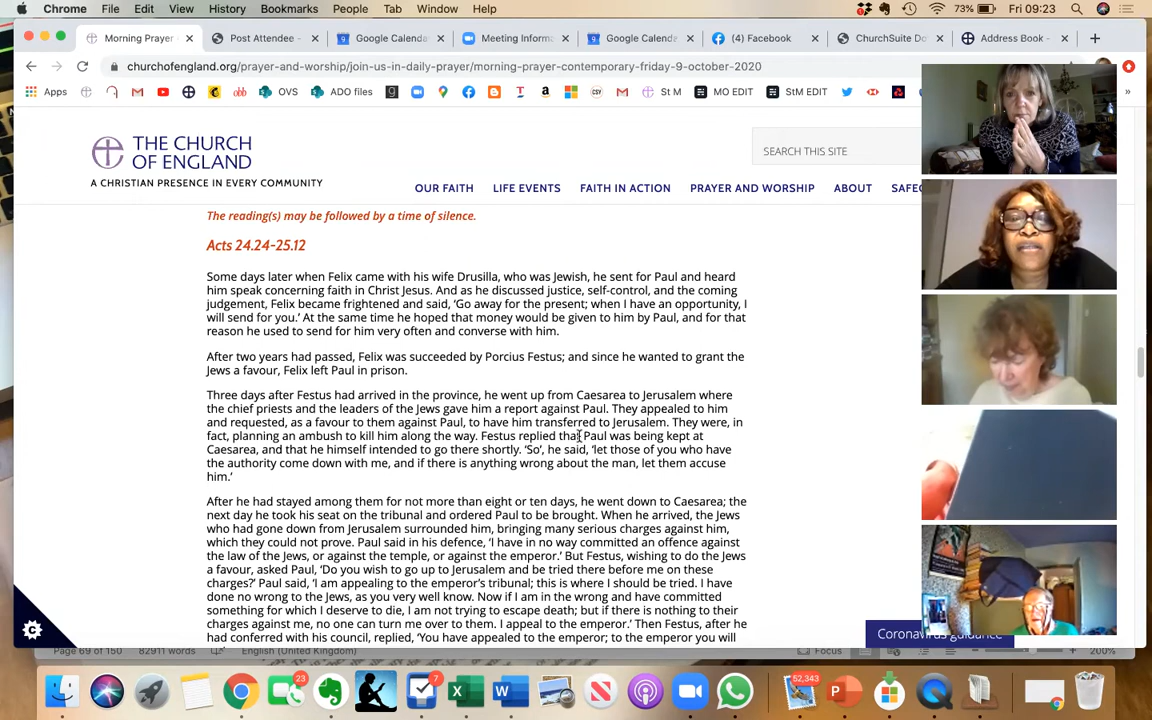 Chrome File Edit View History Bookmarks People Tab Window Help 73% Fri 09:23
Morning Prayer Post Attendee - Google Calenda Meeting Informa Google Calenda (4) Facebook ChurchSuite Do Address Book -
churchofengland.org/prayer-and-worship/join-us-in-daily-prayer/morning-prayer-contemporary-friday-9-october-2020
Apps OVS ADO files St M MO EDIT StM EDIT »
THE CHURCH
OF ENGLAND
A CHRISTIAN PRESENCE IN EVERY COMMUNITY
SEARCH THIS SITE
OUR FAITH LIFE EVENTS FAITH IN ACTION PRAYER AND WORSHIP ABOUT SAFEG
The reading(s) may be followed by a time of silence.
Acts 24.24-25.12
Some days later when Felix came with his wife Drusilla, who was Jewish, he sent for Paul and heard
him speak concerning faith in Christ Jesus. And as he discussed justice, self-control, and the coming
judgement, Felix became frightened and said, ‘Go away for the present; when I have an opportunity, I
will send for you.’ At the same time he hoped that money would be given to him by Paul, and for that
reason he used to send for him very often and converse with him.
After two years had passed, Felix was succeeded by Porcius Festus; and since he wanted to grant the
Jews a favour, Felix left Paul in prison.
Three days after Festus had arrived in the province, he went up from Caesarea to Jerusalem where
the chief priests and the leaders of the Jews gave him a report against Paul. They appealed to him
and requested, as a favour to them against Paul, to have him transferred to Jerusalem. They were, in
fact, planning an ambush to kill him along the way. Festus replied that Paul was being kept at
Caesarea, and that he himself intended to go there shortly. ‘So’, he said, ‘let those of you who have
the authority come down with me, and if there is anything wrong about the man, let them accuse
him.’
After he had stayed among them for not more than eight or ten days, he went down to Caesarea; the
next day he took his seat on the tribunal and ordered Paul to be brought. When he arrived, the Jews
who had gone down from Jerusalem surrounded him, bringing many serious charges against him,
which they could not prove. Paul said in his defence, ‘I have in no way committed an offence against
the law of the Jews, or against the temple, or against the emperor.’ But Festus, wishing to do the Jews
a favour, asked Paul, ‘Do you wish to go up to Jerusalem and be tried there before me on these
charges?’ Paul said, ‘I am appealing to the emperor’s tribunal; this is where I should be tried. I have
done no wrong to the Jews, as you very well know. Now if I am in the wrong and have committed
something for which I deserve to die, I am not trying to escape death; but if there is nothing to their
charges against me, no one can turn me over to them. I appeal to the emperor.’ Then Festus, after he
had conferred with his council, replied, ‘You have appealed to the emperor; to the emperor you will
Coronavirus guidance
Page 69 of 150 82911 words English (United Kingdom) Focus 200%
23 7 52,343